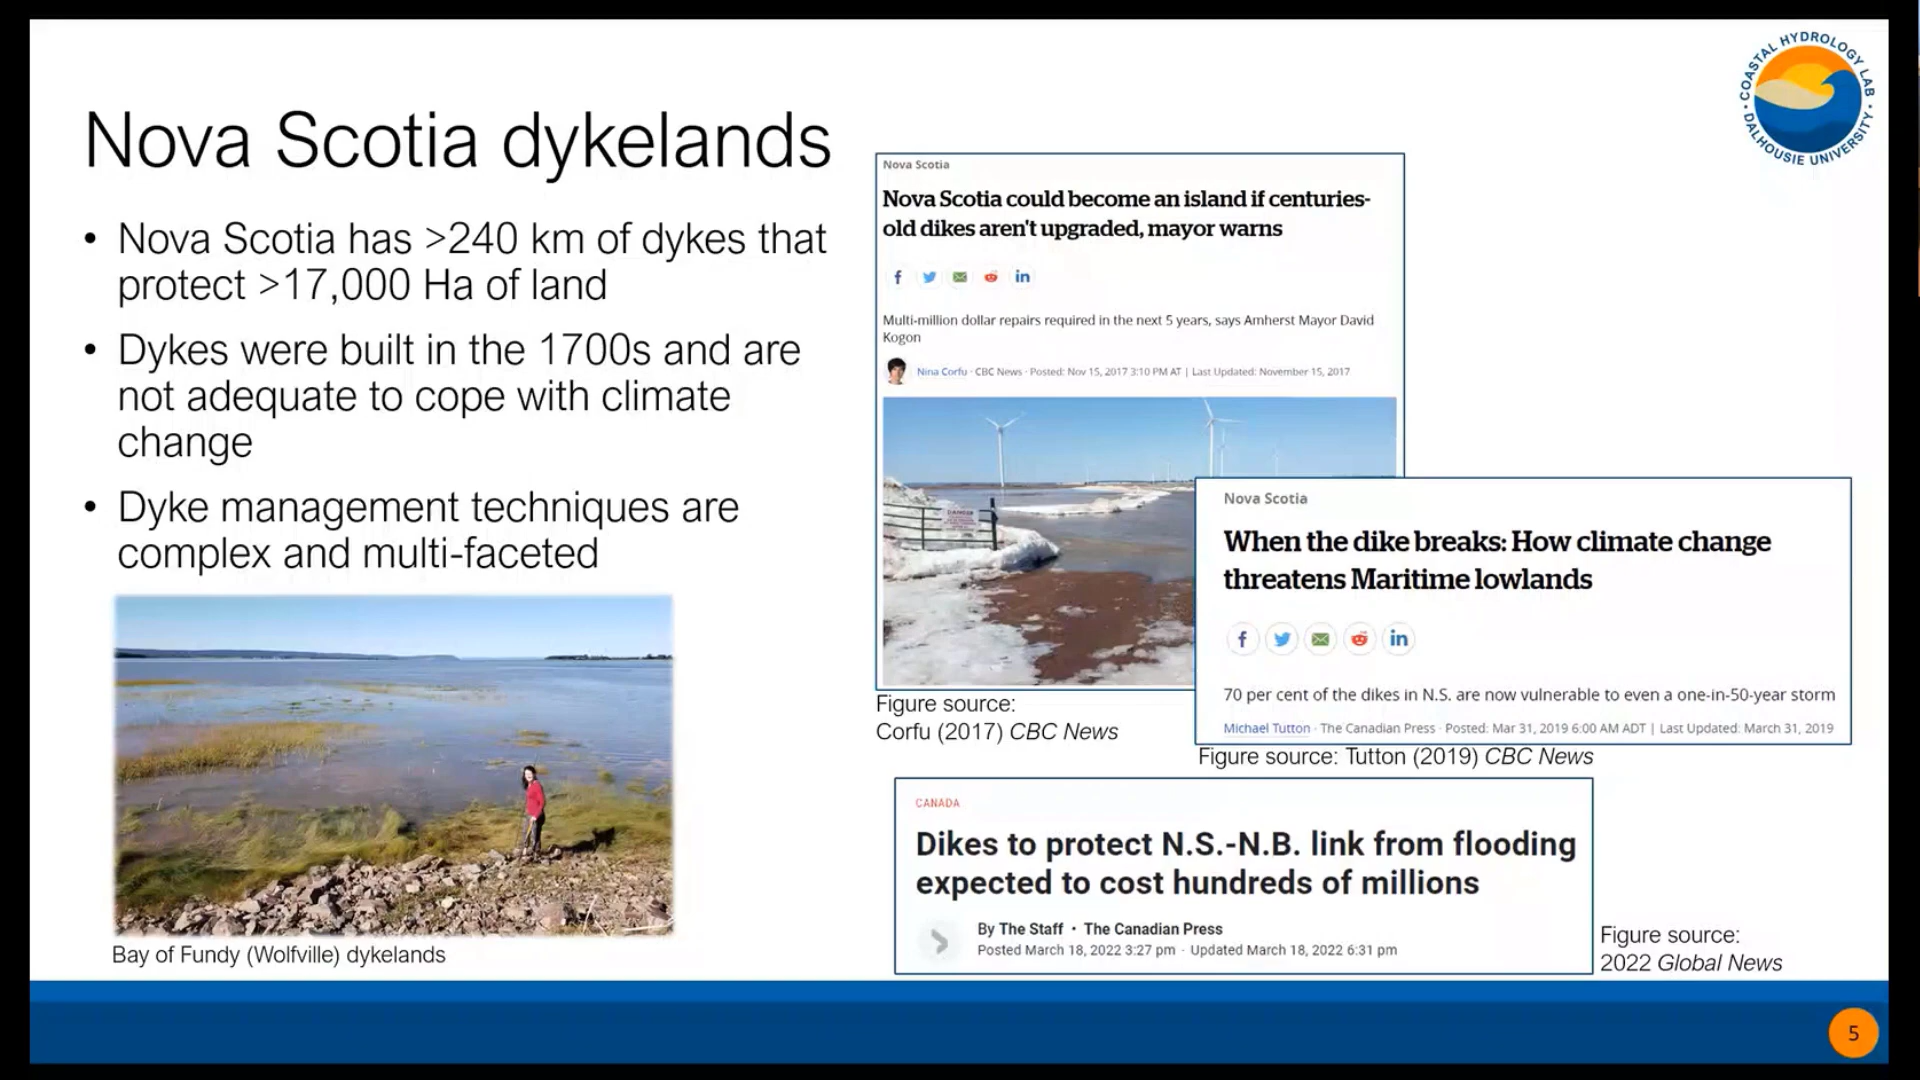 COASTAL HYDROLOGY LAB
• DALHOUSIE UNIVERSITY •
Nova Scotia dykelands
• Nova Scotia has >240 km of dykes that
protect >17,000 Ha of land
• Dykes were built in the 1700s and are
not adequate to cope with climate
change
• Dyke management techniques are
complex and multi-faceted
Bay of Fundy (Wolfville) dykelands
Nova Scotia
Nova Scotia could become an island if centuries-
old dikes aren't upgraded, mayor warns
Multi-million dollar repairs required in the next 5 years, says Amherst Mayor David
Kogon
Nina Corfu · CBC News · Posted: Nov 15, 2017 3:10 PM AT | Last Updated: November 15, 2017
DANGER
Figure source:
Corfu (2017) CBC News
Nova Scotia
When the dike breaks: How climate change
threatens Maritime lowlands
70 per cent of the dikes in N.S. are now vulnerable to even a one-in-50-year storm
Michael Tutton · The Canadian Press · Posted: Mar 31, 2019 6:00 AM ADT | Last Updated: March 31, 2019
Figure source: Tutton (2019) CBC News
CANADA
Dikes to protect N.S.-N.B. link from flooding
expected to cost hundreds of millions
By The Staff • The Canadian Press
Posted March 18, 2022 3:27 pm · Updated March 18, 2022 6:31 pm
Figure source:
2022 Global News
5